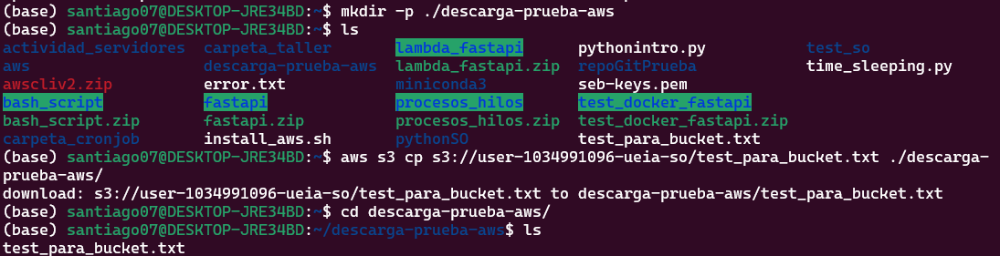 (base) santiago07@DESKTOP-JRE34BD:~$ mkdir -p ./descarga-prueba-aws
(base) santiago07@DESKTOP-JRE34BD:~$ ls
actividad_servidores carpeta_taller lambda_fastapi pythonintro.py test_so
aws descarga-prueba-aws lambda_fastapi.zip repoGitPrueba time_sleeping.py
awscliv2.zip error.txt miniconda3 seb-keys.pem
bash_script fastapi procesos_hilos test_docker_fastapi
bash_script.zip fastapi.zip procesos_hilos.zip test_docker_fastapi.zip
carpeta_cronjob install_aws.sh pythonSO test_para_bucket.txt
(base) santiago07@DESKTOP-JRE34BD:~$ aws s3 cp s3://user-1034991096-ueia-so/test_para_bucket.txt ./descarga-
prueba-aws/
download: s3://user-1034991096-ueia-so/test_para_bucket.txt to descarga-prueba-aws/test_para_bucket.txt
(base) santiago07@DESKTOP-JRE34BD:~$ cd descarga-prueba-aws/
(base) santiago07@DESKTOP-JRE34BD:~/descarga-prueba-aws$ ls
test_para_bucket.txt